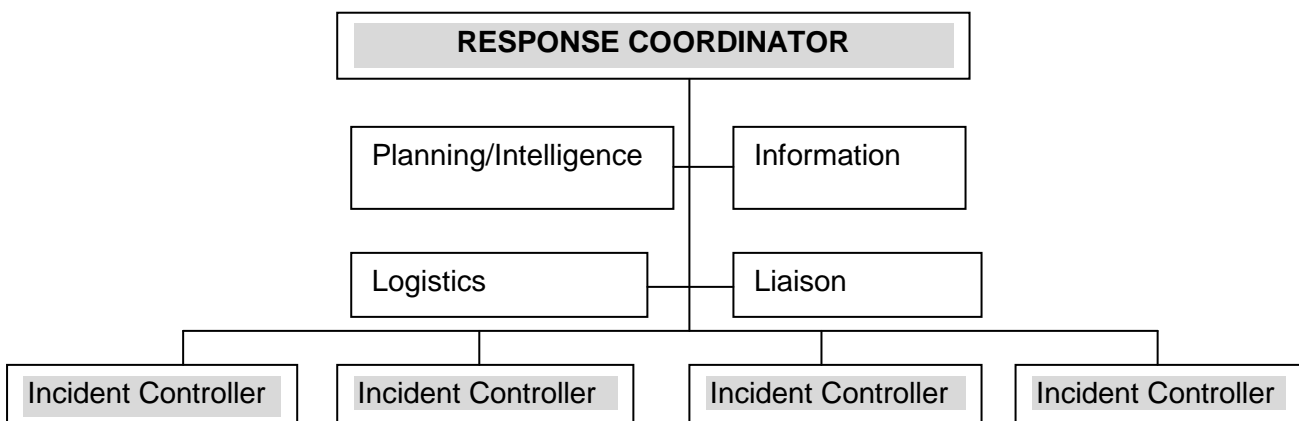 RESPONSE COORDINATOR
Planning/Intelligence
Information
Logistics
Liaison
Incident Controller
Incident Controller
Incident Controller
Incident Controller